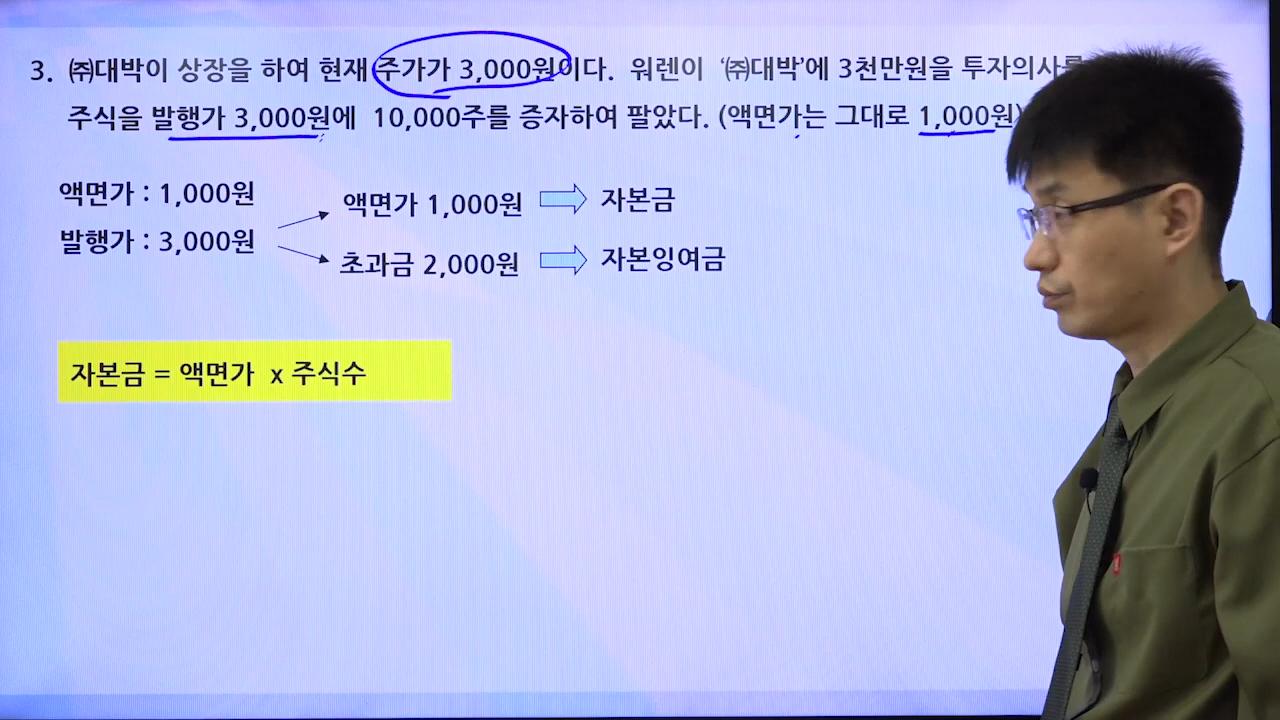 3. ㈜대박이 상장을 하여 현재 주가가 3,000원이다. 워렌이 '㈜대박'에 3천만원을 투자의사를
주식을 발행가 3,000원에 10,000주를 증자하여 팔았다. (액면가는 그대로 1,000원)
액면가 : 1,000원
발행가 : 3,000원
액면가 1,000원
자본금
초과금 2,000원
자본잉여금
자본금 = 액면가 x 주식수